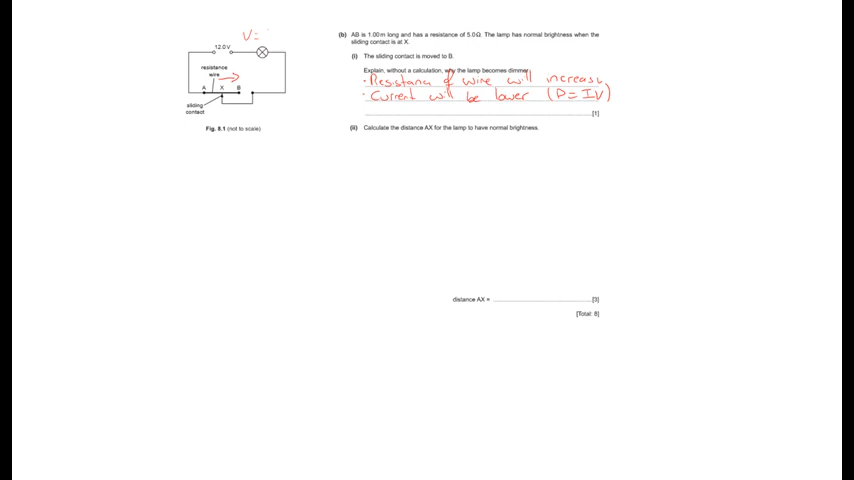 V=
12.0V
resistance
wire
A X B
sliding
contact
Fig. 8.1 (not to scale)
(b) AB is 1.00m long and has a resistance of 5.0Ω. The lamp has normal brightness when the
sliding contact is at X.
(i) The sliding contact is moved to B.
Explain, without a calculation, why the lamp becomes dimmer.
• Resistance of wire will increase
• Current will be lower (P = IV)
[1]
(ii) Calculate the distance AX for the lamp to have normal brightness.
distance AX = [3]
[Total: 8]